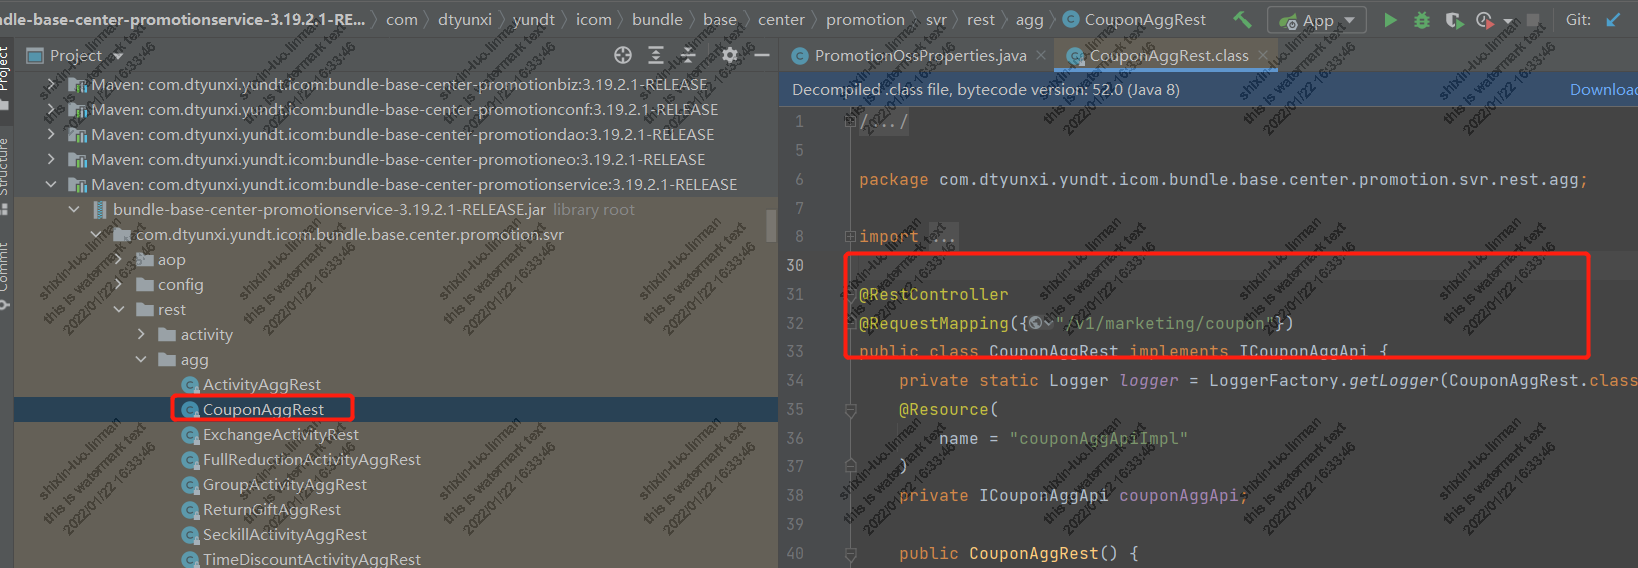 ndle-base-center-promotionservice-3.19.2.1-RE... com dtyunxi yundt icom bundle base center promotion svr rest agg CouponAggRest App Git:
Project
Structure
Commit
Project
Maven: com.dtyunxi.yundt.icom:bundle-base-center-promotionbiz:3.19.2.1-RELEASE
Maven: com.dtyunxi.yundt.icom:bundle-base-center-promotionconf:3.19.2.1-RELEASE
Maven: com.dtyunxi.yundt.icom:bundle-base-center-promotiondao:3.19.2.1-RELEASE
Maven: com.dtyunxi.yundt.icom:bundle-base-center-promotioneo:3.19.2.1-RELEASE
Maven: com.dtyunxi.yundt.icom:bundle-base-center-promotionservice:3.19.2.1-RELEASE
bundle-base-center-promotionservice-3.19.2.1-RELEASE.jar library root
com.dtyunxi.yundt.icom.bundle.base.center.promotion.svr
aop
config
rest
activity
agg
ActivityAggRest
CouponAggRest
ExchangeActivityRest
FullReductionActivityAggRest
GroupActivityAggRest
ReturnGiftAggRest
SeckillActivityAggRest
TimeDiscountActivityAggRest
PromotionOssProperties.java CouponAggRest.class
Decompiled .class file, bytecode version: 52.0 (Java 8) Download
1 /.../
5
6 package com.dtyunxi.yundt.icom.bundle.base.center.promotion.svr.rest.agg;
7
8 import ...
30
31 @RestController
32 @RequestMapping({"/v1/marketing/coupon"})
33 public class CouponAggRest implements ICouponAggApi {
34 private static Logger logger = LoggerFactory.getLogger(CouponAggRest.class
35 @Resource(
36 name = "couponAggApiImpl"
37 )
38 private ICouponAggApi couponAggApi;
39
40 public CouponAggRest() {
shixin-luo.linman
this is watermark text
2022/01/22 16:33:46